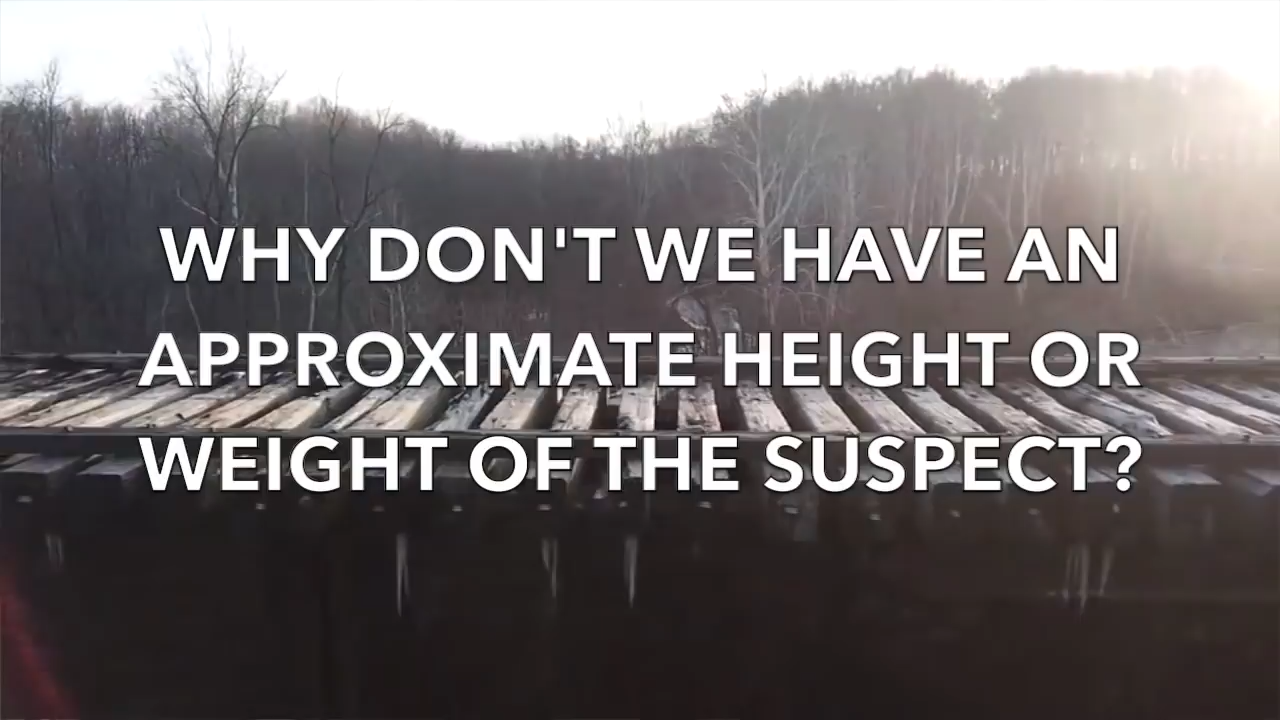 WHY DON'T WE HAVE AN
APPROXIMATE HEIGHT OR
WEIGHT OF THE SUSPECT?